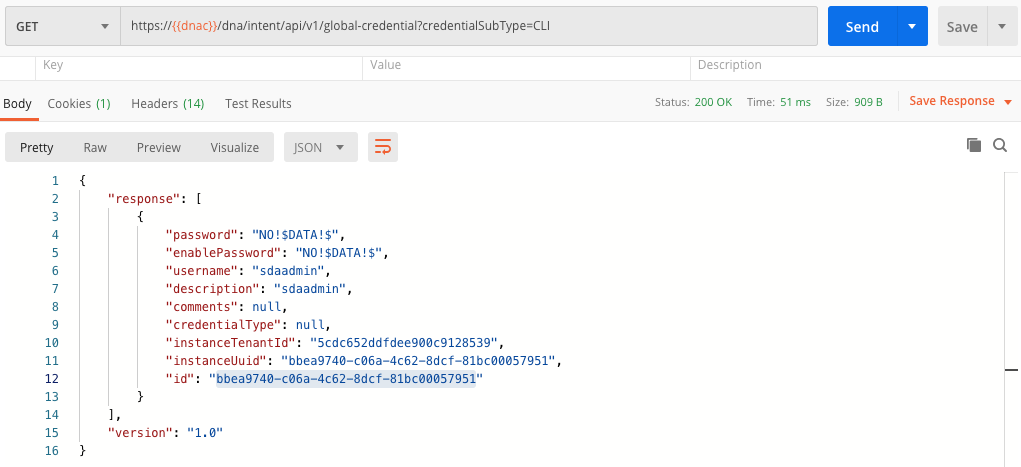 GET https://{{dnac}}/dna/intent/api/v1/global-credential?credentialSubType=CLI Send Save
Key Value Description
Body Cookies (1) Headers (14) Test Results Status: 200 OK Time: 51 ms Size: 909 B Save Response
Pretty Raw Preview Visualize JSON
1 {
2 "response": [
3 {
4 "password": "NO!$DATA!$",
5 "enablePassword": "NO!$DATA!$",
6 "username": "sdaadmin",
7 "description": "sdaadmin",
8 "comments": null,
9 "credentialType": null,
10 "instanceTenantId": "5cdc652ddfdee900c9128539",
11 "instanceUuid": "bbea9740-c06a-4c62-8dcf-81bc00057951",
12 "id": "bbea9740-c06a-4c62-8dcf-81bc00057951"
13 }
14 ],
15 "version": "1.0"
16 }